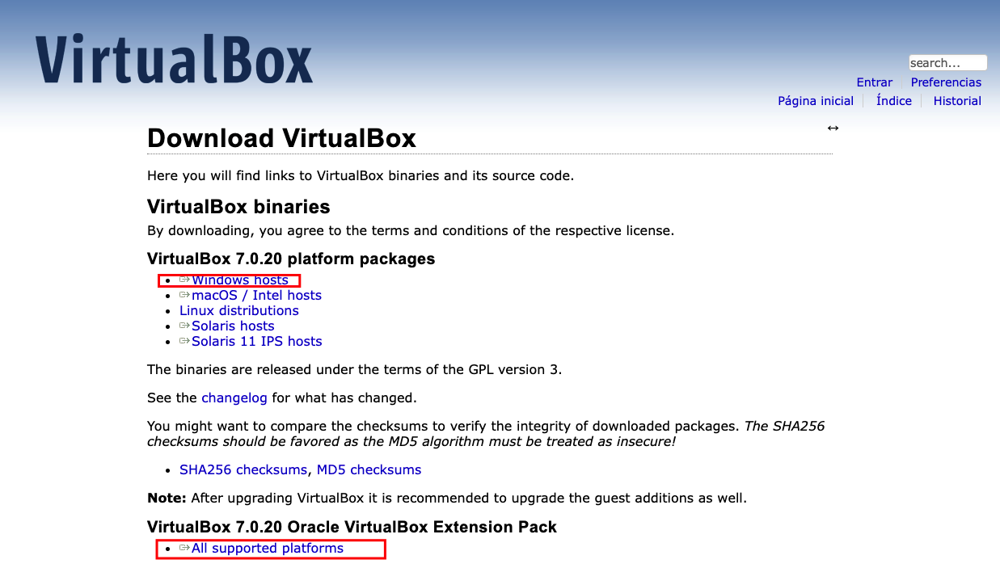 VirtualBox
search...
Entrar Preferencias
Página inicial Índice Historial
Download VirtualBox
Here you will find links to VirtualBox binaries and its source code.
VirtualBox binaries
By downloading, you agree to the terms and conditions of the respective license.
VirtualBox 7.0.20 platform packages
Windows hosts
macOS / Intel hosts
Linux distributions
Solaris hosts
Solaris 11 IPS hosts
The binaries are released under the terms of the GPL version 3.
See the changelog for what has changed.
You might want to compare the checksums to verify the integrity of downloaded packages. The SHA256
checksums should be favored as the MD5 algorithm must be treated as insecure!
SHA256 checksums, MD5 checksums
Note: After upgrading VirtualBox it is recommended to upgrade the guest additions as well.
VirtualBox 7.0.20 Oracle VirtualBox Extension Pack
All supported platforms